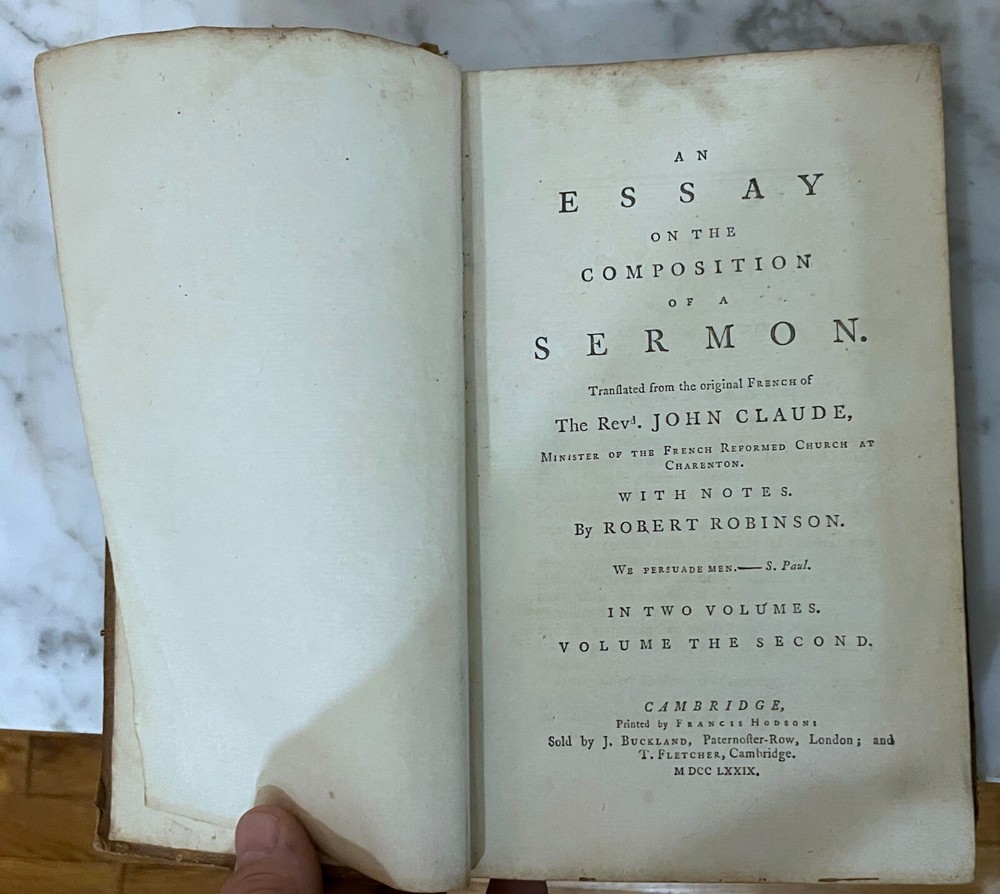 AN
ESSAY
ON THE
COMPOSITION
OF A
SERMON.
Tranſlated from the original FRENCH of
The Revd. JOHN CLAUDE,
MINISTER OF THE FRENCH REFORMED CHURCH AT
CHARENTON.
WITH NOTES.
By ROBERT ROBINSON.
WE PERSUADE MEN.—S. Paul.
IN TWO VOLUMES.
VOLUME THE SECOND.
CAMBRIDGE,
Printed by FRANCIS HODSON;
Sold by J. BUCKLAND, Paternoſter-Row, London; and
T. FLETCHER, Cambridge.
M DCC LXXIX.